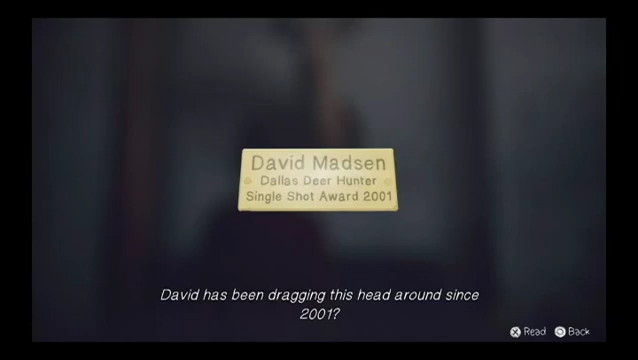 David Madsen
Dallas Deer Hunter
Single Shot Award 2001
David has been dragging this head around since
2001?
Read Back